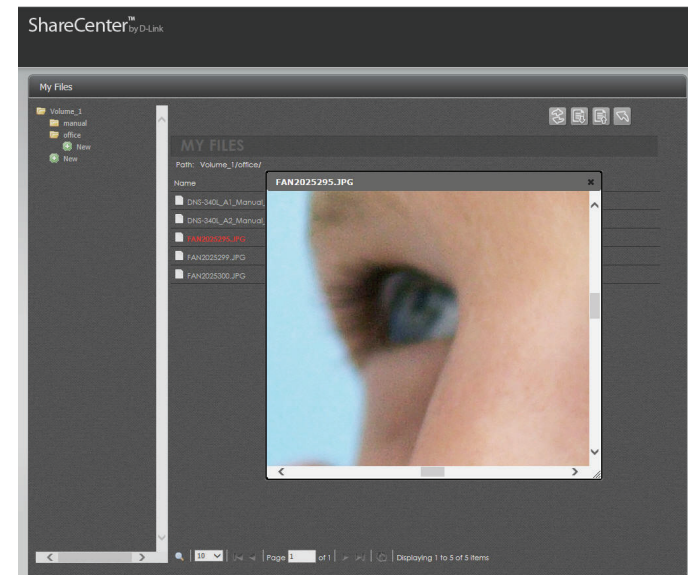 ShareCenter™ by D-Link
My Files
Volume_1
manual
office
New
New
MY FILES
Path: Volume_1/office/
Name
FAN2025295.JPG
DNS-340L_A1_Manual_
DNS-340L_A2_Manual_
FAN2025295.JPG
FAN2025299.JPG
FAN2025300.JPG
10 Page 1 of 1 Displaying 1 to 5 of 5 items